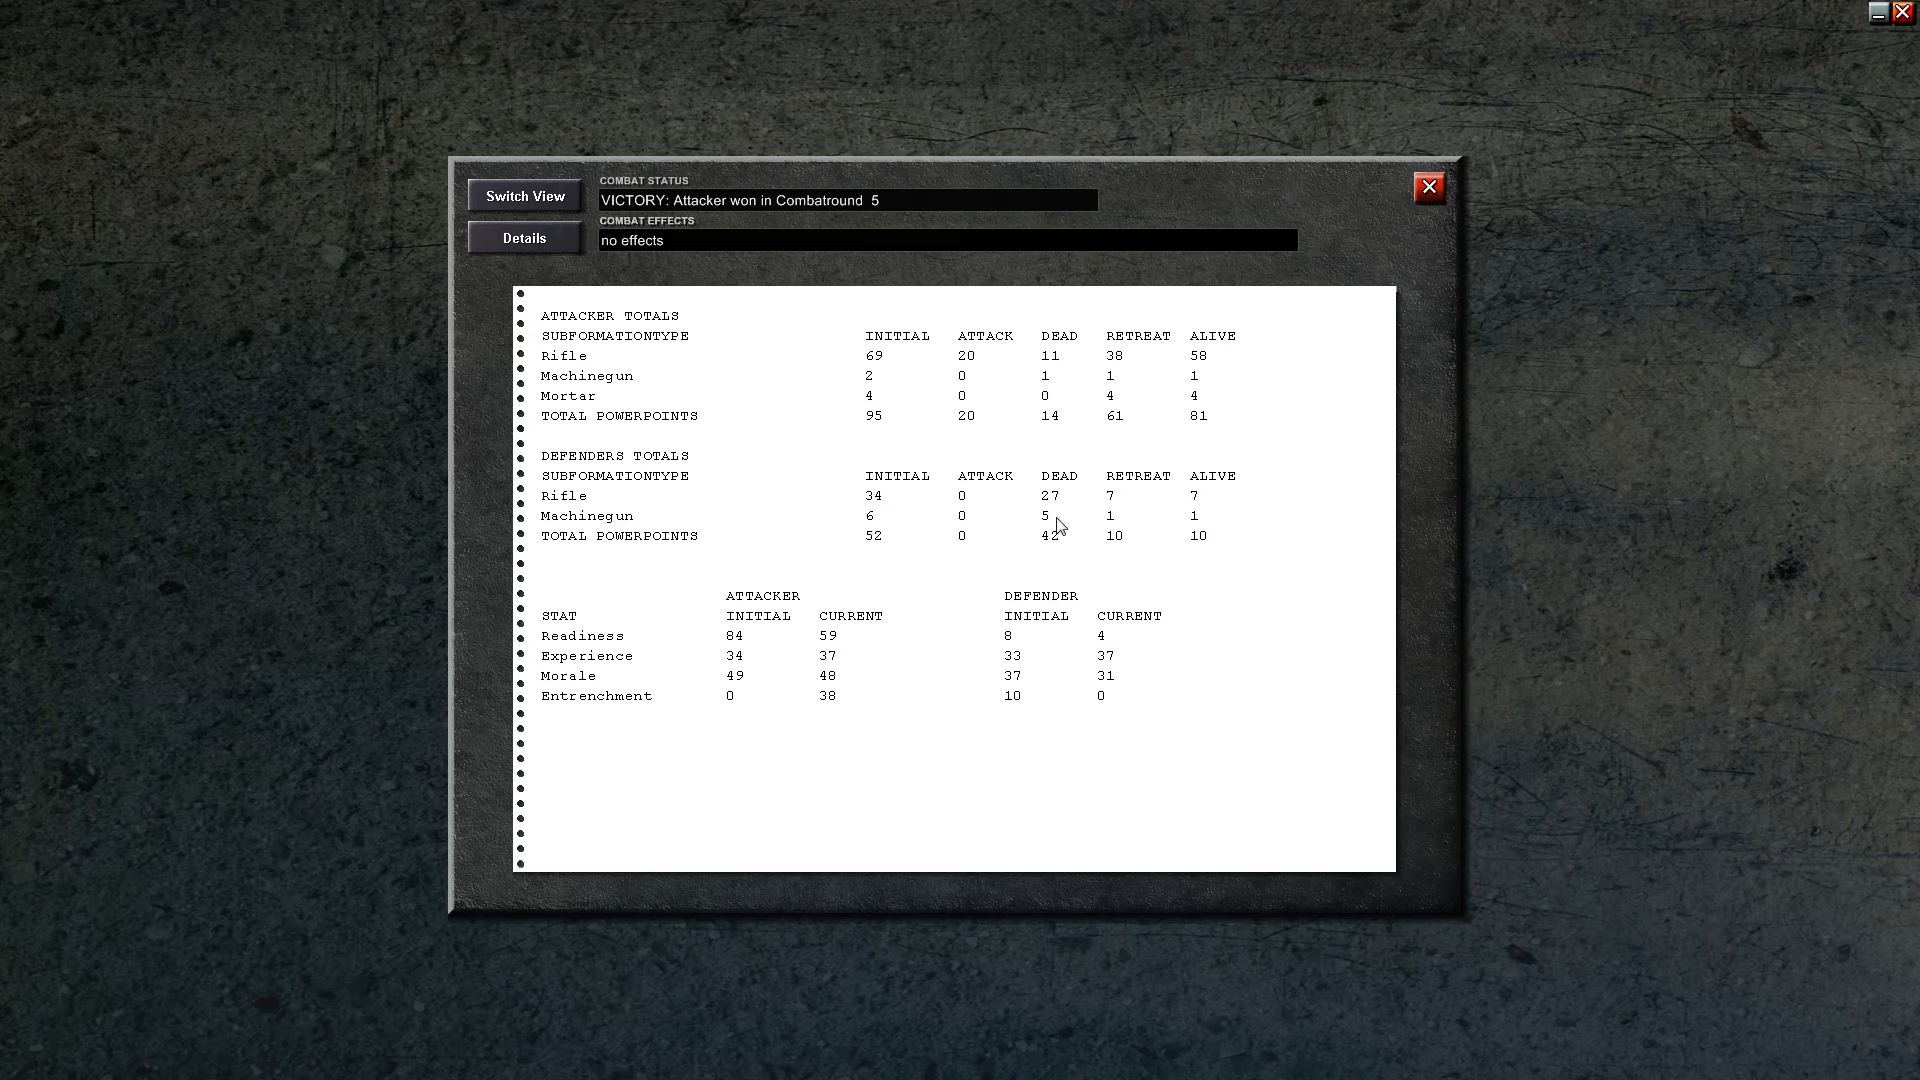 COMBAT STATUS
Switch View
VICTORY: Attacker won in Combatround 5
COMBAT EFFECTS
Details
no effects
ATTACKER TOTALS
SUBFORMATIONTYPE INITIAL ATTACK DEAD RETREAT ALIVE
Rifle 69 20 11 38 58
Machinegun 2 0 1 1 1
Mortar 4 0 0 4 4
TOTAL POWERPOINTS 95 20 14 61 81
DEFENDERS TOTALS
SUBFORMATIONTYPE INITIAL ATTACK DEAD RETREAT ALIVE
Rifle 34 0 27 7 7
Machinegun 6 0 5 1 1
TOTAL POWERPOINTS 52 0 42 10 10
ATTACKER DEFENDER
STAT INITIAL CURRENT INITIAL CURRENT
Readiness 84 59 8 4
Experience 34 37 33 37
Morale 49 48 37 31
Entrenchment 0 38 10 0